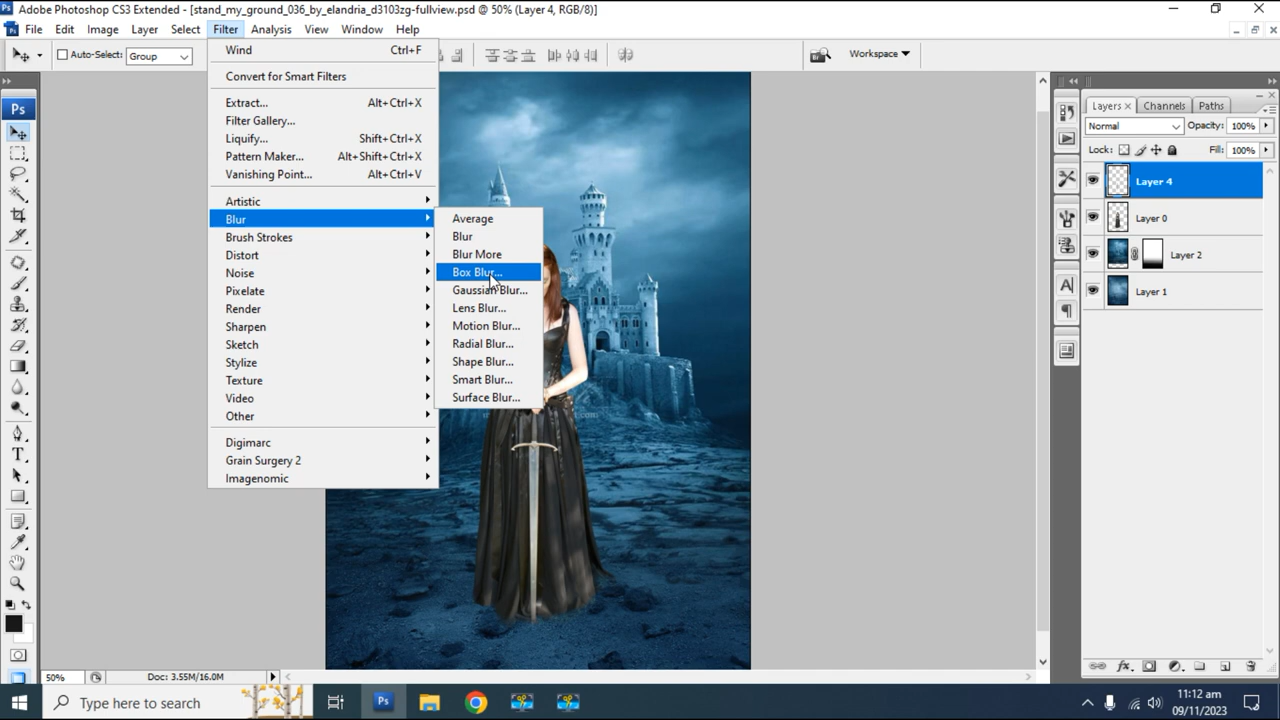 Adobe Photoshop CS3 Extended - [stand_my_ground_036_by_elandria_d3103zg-fullview.psd @ 50% (Layer 4, RGB/8)]
File Edit Image Layer Select Filter Analysis View Window Help
Auto-Select: Group
Workspace
Wind Ctrl+F
Convert for Smart Filters
Extract... Alt+Ctrl+X
Filter Gallery...
Liquify... Shift+Ctrl+X
Pattern Maker... Alt+Shift+Ctrl+X
Vanishing Point... Alt+Ctrl+V
Artistic
Blur
Brush Strokes
Distort
Noise
Pixelate
Render
Sharpen
Sketch
Stylize
Texture
Video
Other
Digimarc
Grain Surgery 2
Imagenomic
Average
Blur
Blur More
Box Blur...
Gaussian Blur...
Lens Blur...
Motion Blur...
Radial Blur...
Shape Blur...
Smart Blur...
Surface Blur...
Ps
Layers × Channels Paths
Normal Opacity: 100%
Lock: Fill: 100%
Layer 4
Layer 0
Layer 2
Layer 1
50% Doc: 3.55M/16.0M
Type here to search
Ps
11:12 am
09/11/2023